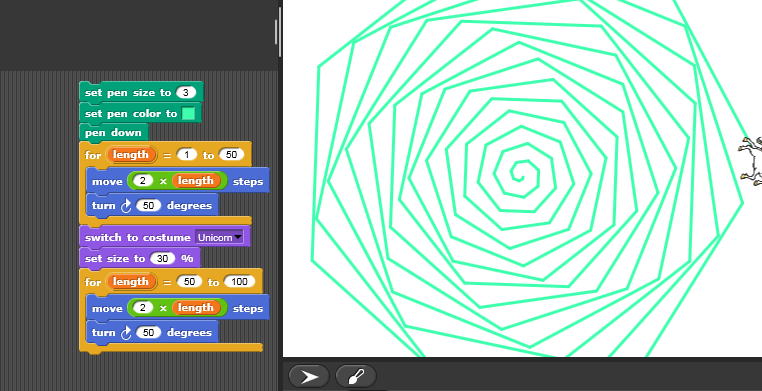 set pen size to 3
set pen color to
pen down
for length = 1 to 50
move 2 × length steps
turn 50 degrees
switch to costume Unicorn
set size to 30 %
for length = 50 to 100
move 2 × length steps
turn 50 degrees